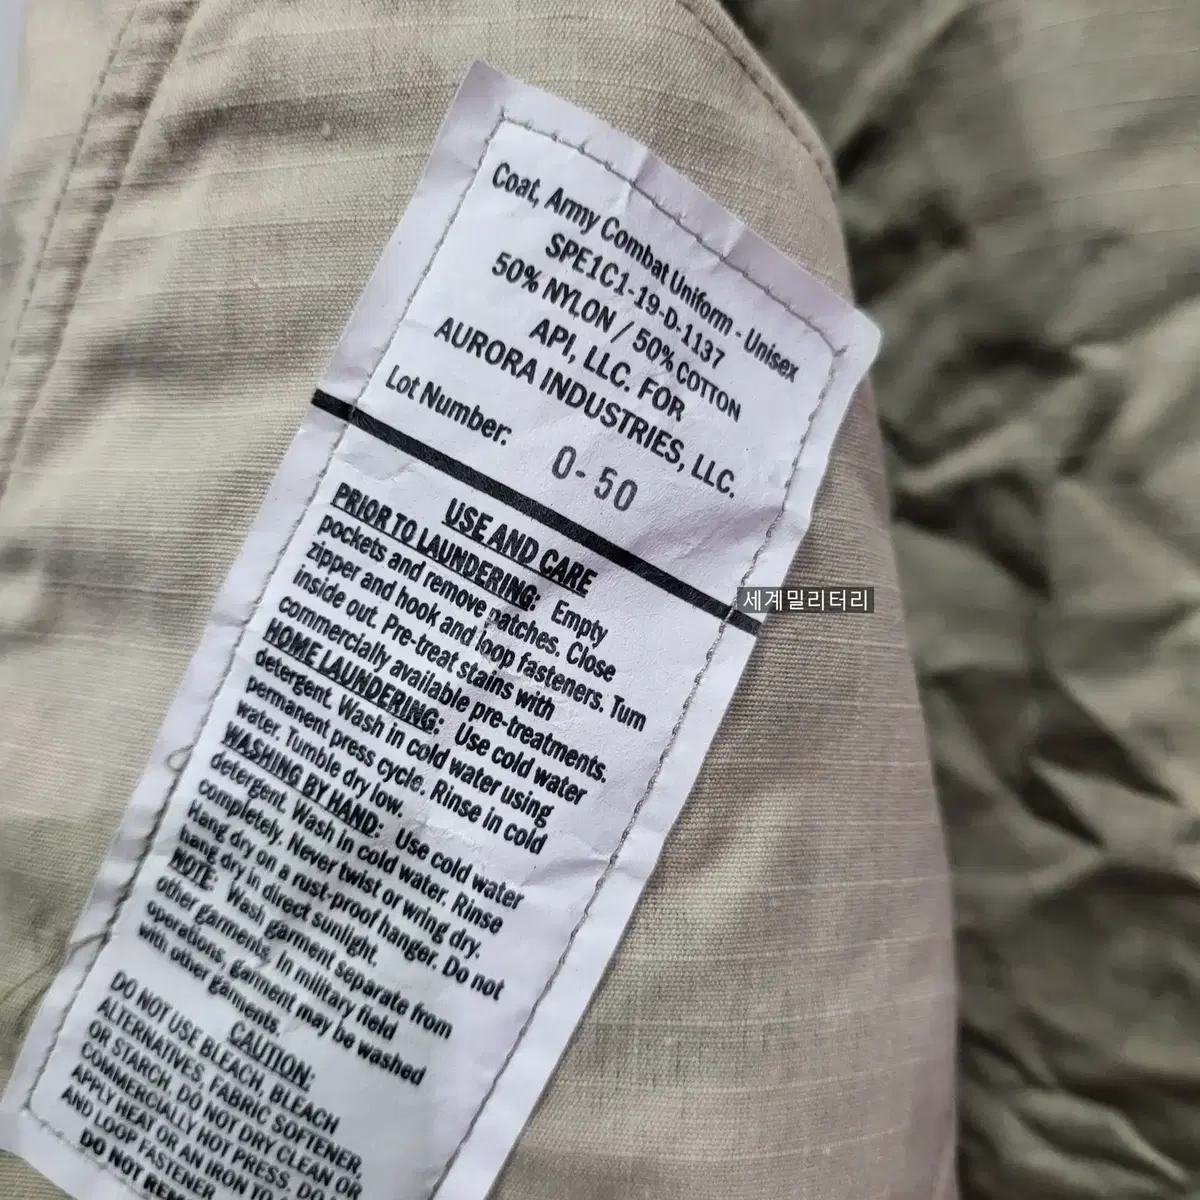 Coat, Army Combat Uniform - Unisex
SPE1C1-19-D-1137
50% NYLON / 50% COTTON
API, LLC. FOR
AURORA INDUSTRIES, LLC.
Lot Number: 0-50
USE AND CARE
PRIOR TO LAUNDERING: Empty
pockets and remove patches. Close
zipper and hook and loop fasteners. Turn
inside out. Pre-treat stains with
commercially available pre-treatments.
HOME LAUNDERING: Use cold water
detergent. Wash in cold water using
permanent press cycle. Rinse in cold
water. Tumble dry low.
WASHING BY HAND: Use cold water
detergent. Wash in cold water. Rinse
completely. Never twist or wring dry.
Hang dry on a rust-proof hanger. Do not
hang dry in direct sunlight.
NOTE: Wash garment separate from
other garments. In military field
operations, garment may be washed
with other garments.
CAUTION:
DO NOT USE BLEACH, BLEACH
ALTERNATIVES, FABRIC SOFTENER,
OR STARCH, DO NOT DRY CLEAN OR
COMMERCIALLY HOT PRESS. DO
APPLY HEAT OR AN IRON TO
AND LOOP FASTENER
DO NOT
세계밀리터리